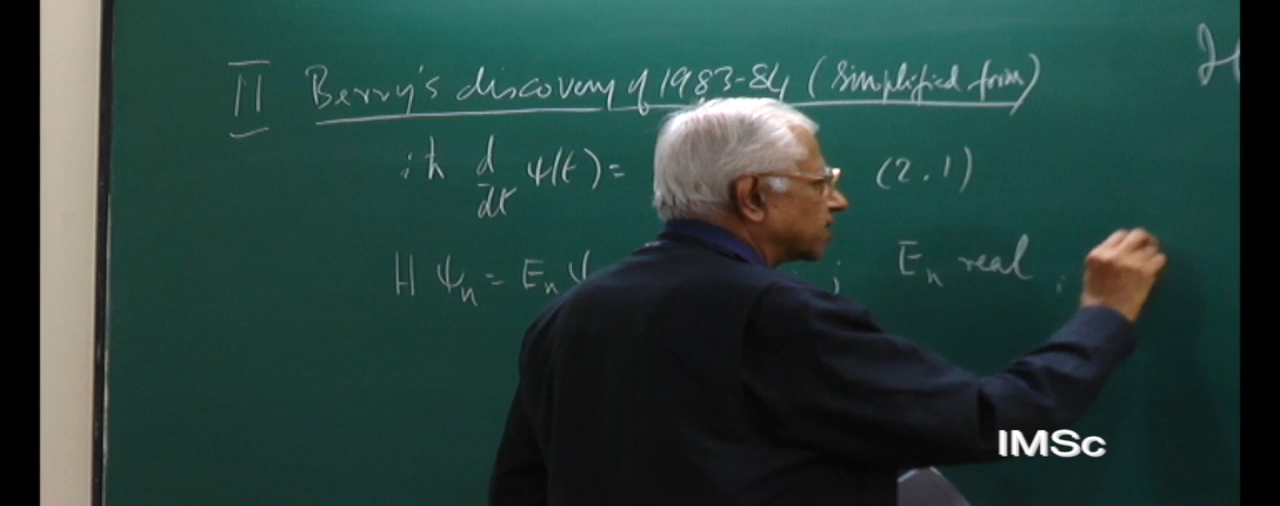 II Berry's discovery of 1983-84 (simplified form)
iħ d/dt ψ(t) = (2.1)
H ψn = En ψ ; En real ;
IMSc